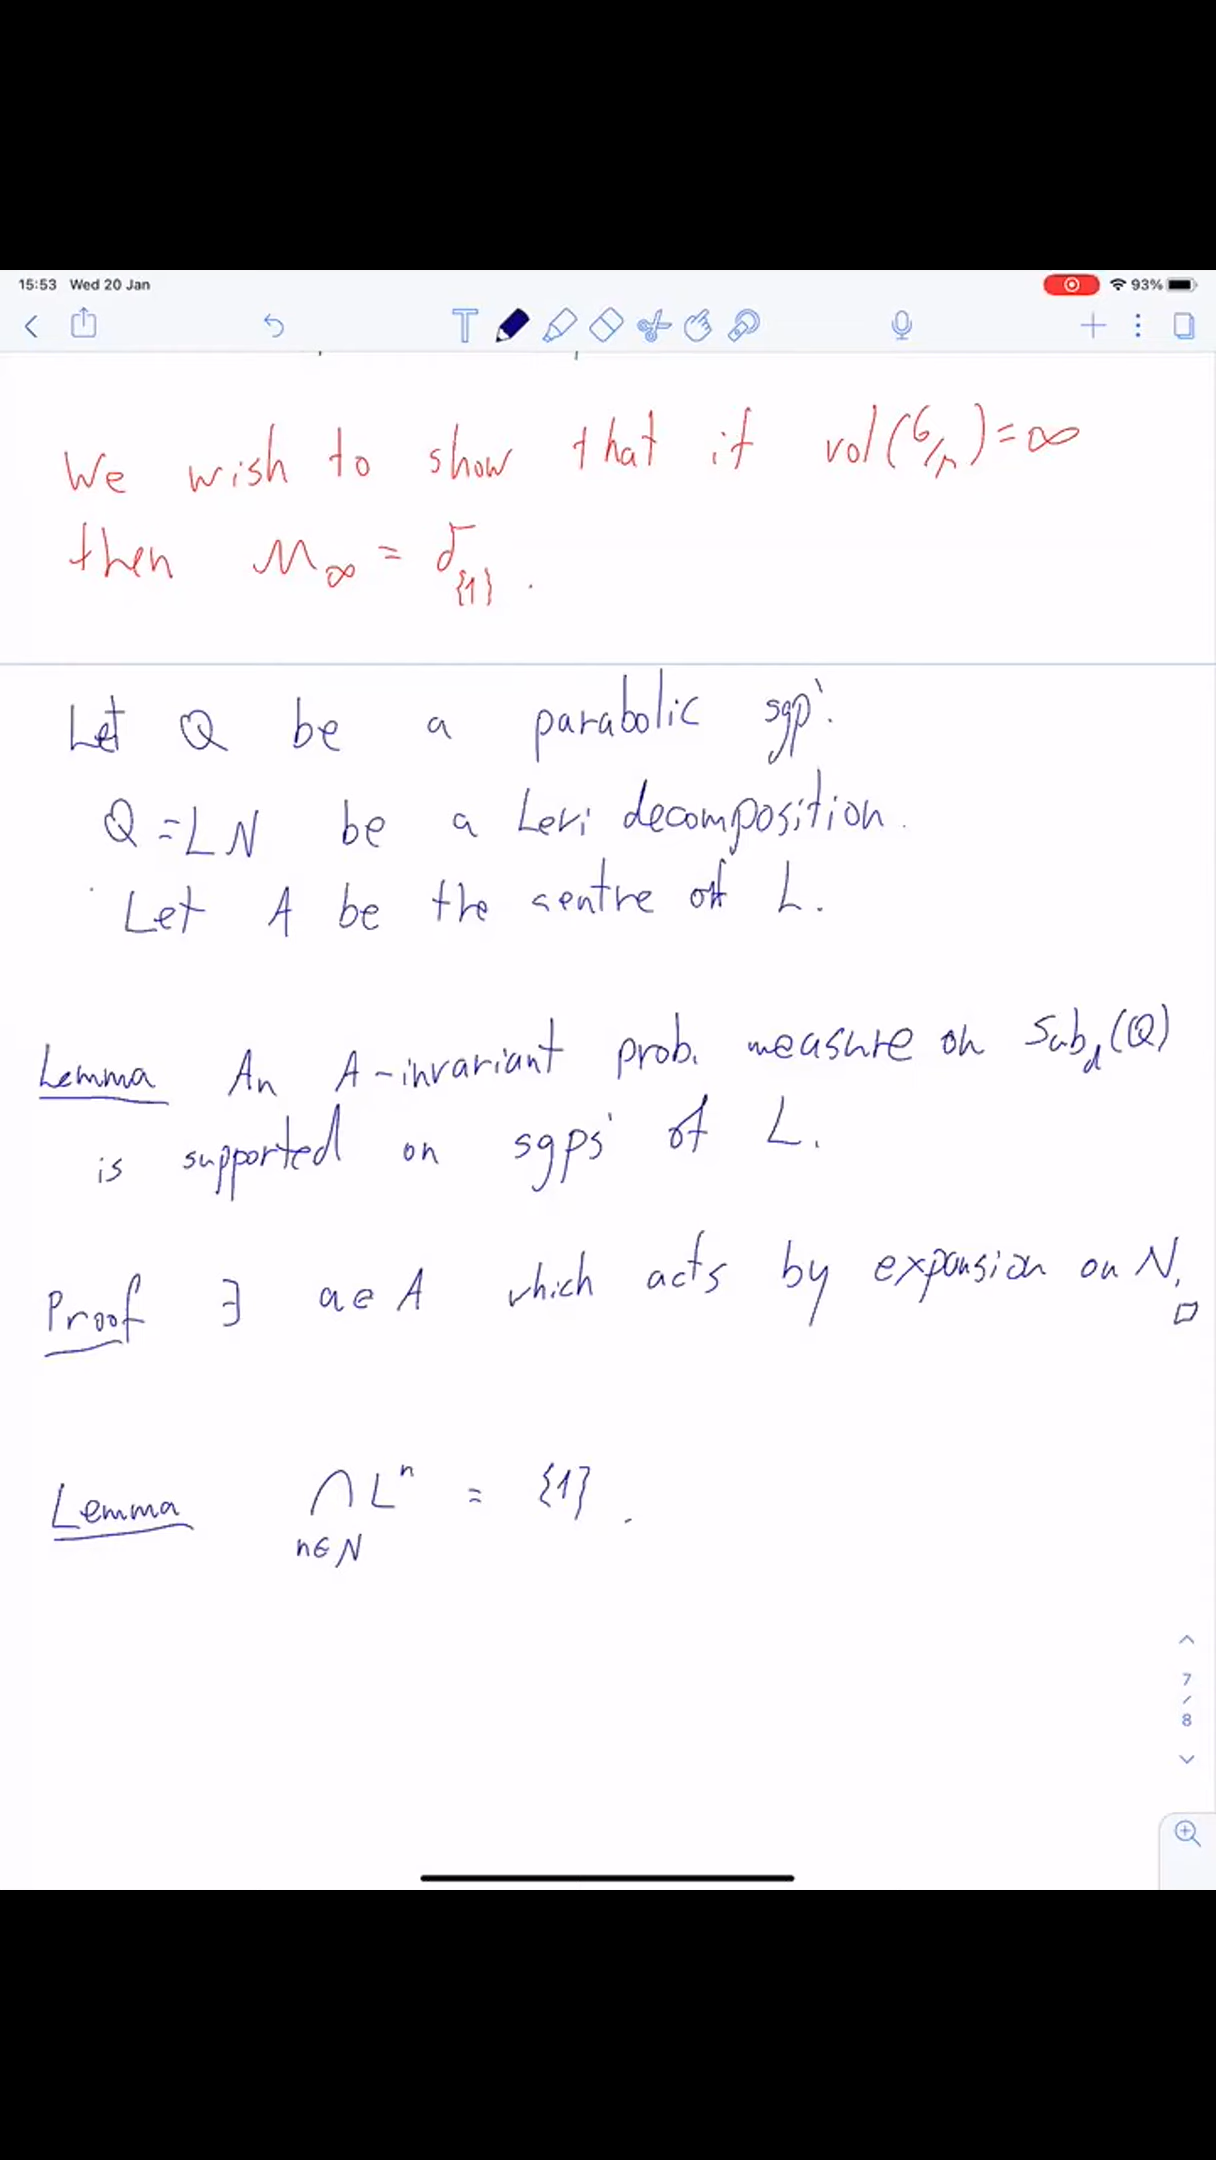 15:53 Wed 20 Jan
93%
T
We wish to show that if vol(G/Γ)=∞
then μ∞ = δ{1}.
Let Q be a parabolic sgp'.
Q = LN be a Levi decomposition.
Let A be the centre of L.
Lemma An A-invariant prob. measure on Sub_d(Q)
is supported on sgps' of L.
Proof ∃ a∈A which acts by expansion on N.
□
Lemma ∩ Lⁿ = {1}.
n∈N
7
/
8